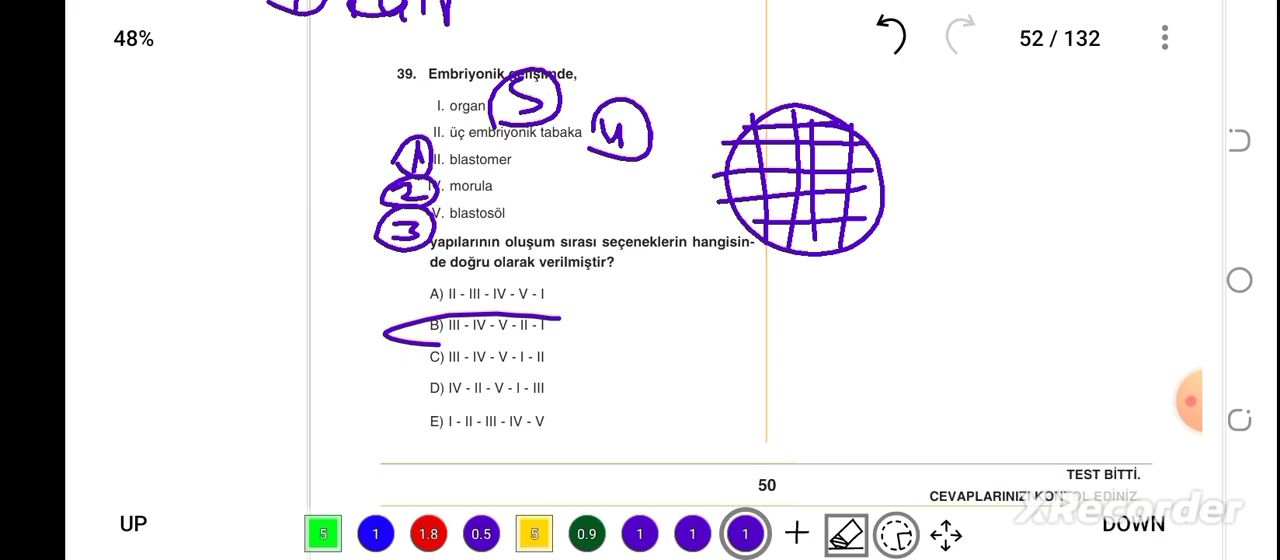 48%
52 / 132
39. Embriyonik gelişimde,
I. organ
5
II. üç embriyonik tabaka
4
1
II. blastomer
2
V. morula
3
V. blastosöl
yapılarının oluşum sırası seçeneklerin hangisin-
de doğru olarak verilmiştir?
A) II - III - IV - V - I
B) III - IV - V - II - I
C) III - IV - V - I - II
D) IV - II - V - I - III
E) I - II - III - IV - V
TEST BİTTİ.
50
CEVAPLARINIZI KONTROL EDİNİZ.
XRecorder
UP
5
1
1.8
0.5
5
0.9
1
1
1
DOWN